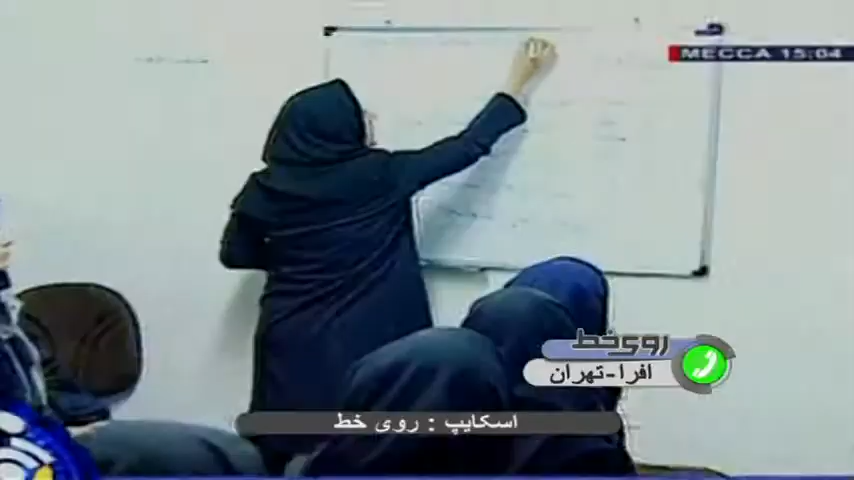 MECCA 15:04
روی خط
افرا-تهران
اسکایپ : روی خط